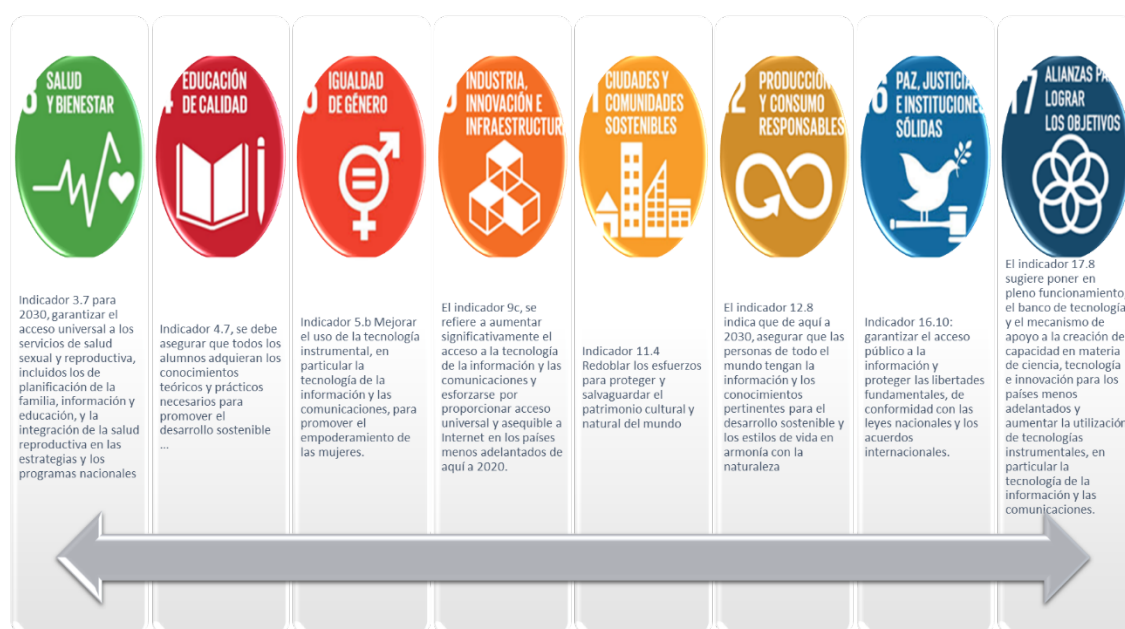 SALUD
Y BIENESTAR
Indicador 3.7 para
2030, garantizar el
acceso universal a los
servicios de salud
sexual y reproductiva,
incluidos los de
planificación de la
familia, información y
educación, y la
integración de la salud
reproductiva en las
estrategias y los
programas nacionales
4 EDUCACIÓN
DE CALIDAD
Indicador 4.7, se debe
asegurar que todos los
alumnos adquieran los
conocimientos
teóricos y prácticos
necesarios para
promover el
desarrollo sostenible
...
IGUALDAD
DE GÉNERO
Indicador 5.b Mejorar
el uso de la tecnología
instrumental, en
particular la
tecnología de la
información y las
comunicaciones, para
promover el
empoderamiento de
las mujeres.
INDUSTRIA,
INNOVACIÓN E
INFRAESTRUCTUR
El indicador 9c, se
refiere a aumentar
significativamente el
acceso a la tecnología
de la información y las
comunicaciones y
esforzarse por
proporcionar acceso
universal y asequible a
Internet en los países
menos adelantados de
aquí a 2020.
1 CIUDADES Y
COMUNIDADES
SOSTENIBLES
Indicador 11.4
Redoblar los esfuerzos
para proteger y
salvaguardar el
patrimonio cultural y
natural del mundo
2 PRODUCCIÓN
Y CONSUMO
RESPONSABLES
El indicador 12.8
indica que de aquí a
2030, asegurar que las
personas de todo el
mundo tengan la
información y los
conocimientos
pertinentes para el
desarrollo sostenible y
los estilos de vida en
armonía con la
naturaleza
6 PAZ, JUSTICIA
E INSTITUCIONES
SÓLIDAS
Indicador 16.10:
garantizar el acceso
público a la
información y
proteger las libertades
fundamentales, de
conformidad con las
leyes nacionales y los
acuerdos
internacionales.
17 ALIANZAS PA
LOGRAR
LOS OBJETIVOS
El indicador 17.8
sugiere poner en
pleno funcionamiento,
el banco de tecnología
y el mecanismo de
apoyo a la creación de
capacidad en materia
de ciencia, tecnología
e innovación para los
países menos
adelantados y
aumentar la utilización
de tecnologías
instrumentales, en
particular la
tecnología de la
información y las
comunicaciones.